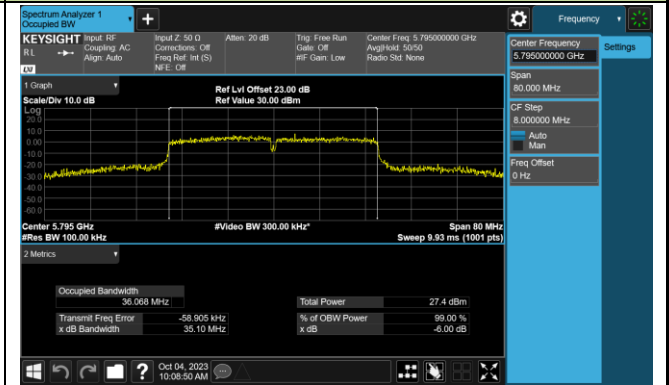 Spectrum Analyzer 1
Occupied BW
Frequency
KEYSIGHT
Input: RF
Coupling: AC
Align: Auto
Input Z: 50 Ω
Corrections: Off
Freq Ref: Int (S)
NFE: Off
Atten: 20 dB
Trig: Free Run
Gate: Off
#IF Gain: Low
Center Freq: 5.795000000 GHz
Avg|Hold: 50/50
Radio Std: None
RL
LXI
Center Frequency
5.795000000 GHz
Settings
Span
80.000 MHz
CF Step
8.000000 MHz
Auto
Man
Freq Offset
0 Hz
1 Graph
Scale/Div 10.0 dB
Ref Lvl Offset 23.00 dB
Ref Value 30.00 dBm
Log
20.0
10.0
0.00
-10.0
-20.0
-30.0
-40.0
-50.0
-60.0
Center 5.795 GHz
#Res BW 100.00 kHz
#Video BW 300.00 kHz*
Span 80 MHz
Sweep 9.93 ms (1001 pts)
2 Metrics
Occupied Bandwidth
36.068 MHz
Total Power 27.4 dBm
Transmit Freq Error -58.905 kHz
% of OBW Power 99.00 %
x dB Bandwidth 35.10 MHz
x dB -6.00 dB
?
Oct 04, 2023
10:08:50 AM